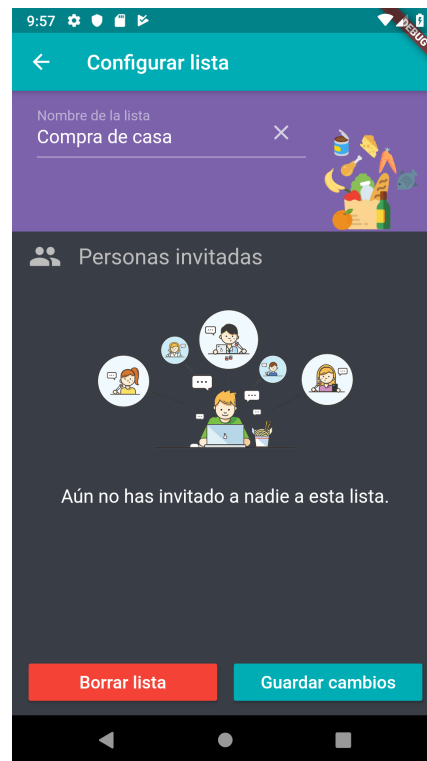 9:57
DEBUG
Configurar lista
Nombre de la lista
Compra de casa
Personas invitadas
Aún no has invitado a nadie a esta lista.
Borrar lista
Guardar cambios